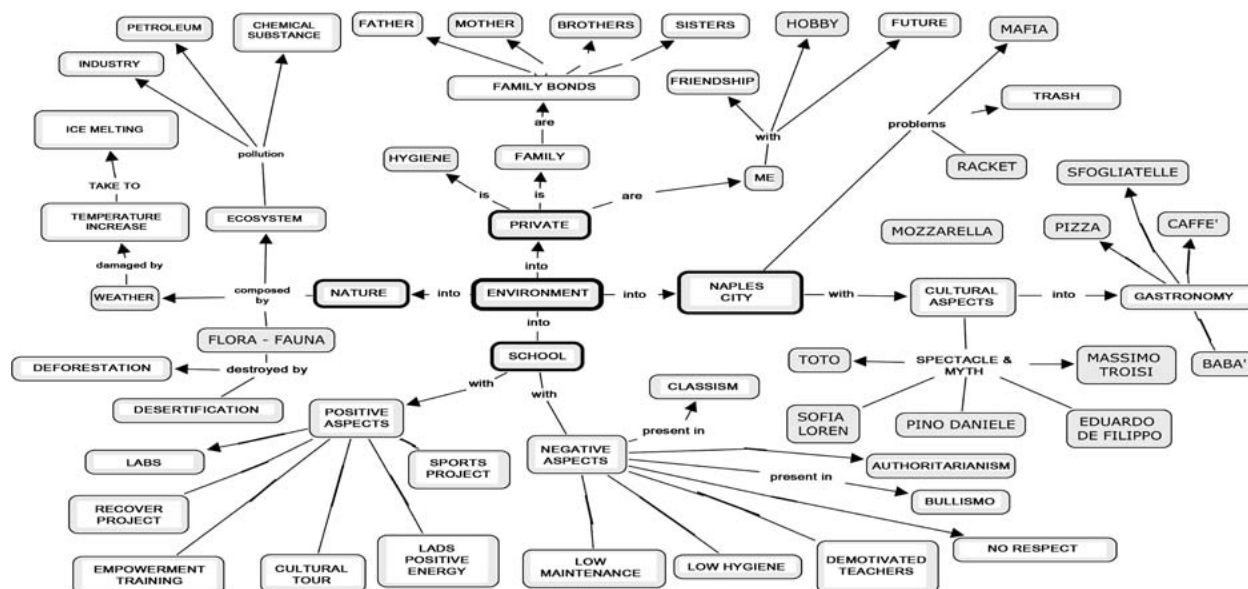 FATHER
MOTHER
BROTHERS
SISTERS
HOBBY
FUTURE
MAFIA
PETROLEUM
CHEMICAL
SUBSTANCE
INDUSTRY
FAMILY BONDS
FRIENDSHIP
TRASH
ICE MELTING
are
with
problems
pollution
HYGIENE
FAMILY
RACKET
SFOGLIATELLE
TAKE TO
is
is
are
ME
TEMPERATURE
INCREASE
ECOSYSTEM
PRIVATE
MOZZARELLA
PIZZA
CAFFE'
damaged by
into
WEATHER
composed
by
NATURE
into
ENVIRONMENT
into
NAPLES
CITY
with
CULTURAL
ASPECTS
into
GASTRONOMY
into
FLORA - FAUNA
SCHOOL
DEFORESTATION
destroyed by
TOTO
SPECTACLE &
MYTH
MASSIMO
TROISI
BABA'
with
with
CLASSISM
DESERTIFICATION
POSITIVE
ASPECTS
SOFIA
LOREN
PINO DANIELE
EDUARDO
DE FILIPPO
present in
NEGATIVE
ASPECTS
LABS
SPORTS
PROJECT
AUTHORITARIANISM
present in
BULLISMO
RECOVER
PROJECT
NO RESPECT
EMPOWERMENT
TRAINING
CULTURAL
TOUR
LADS
POSITIVE
ENERGY
LOW
MAINTENANCE
LOW HYGIENE
DEMOTIVATED
TEACHERS